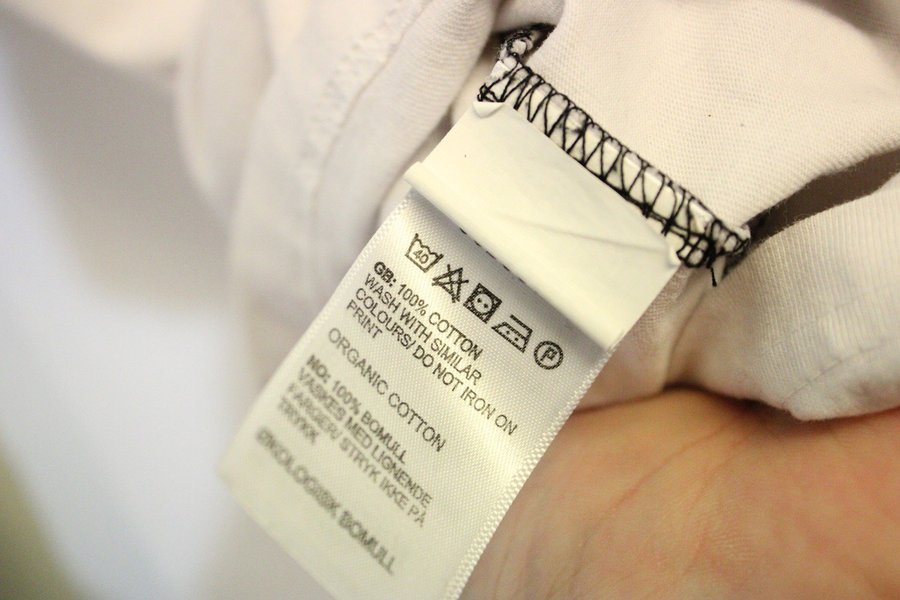 40 P
GB: 100% COTTON
WASH WITH SIMILAR
COLOURS/ DO NOT IRON ON
PRINT
ORGANIC COTTON
NO: 100% BOMULL
VASKES MED LIGNENDE
FARGER/ STRYK IKKE PÅ
TRYKK
ØKOLOGISK BOMULL